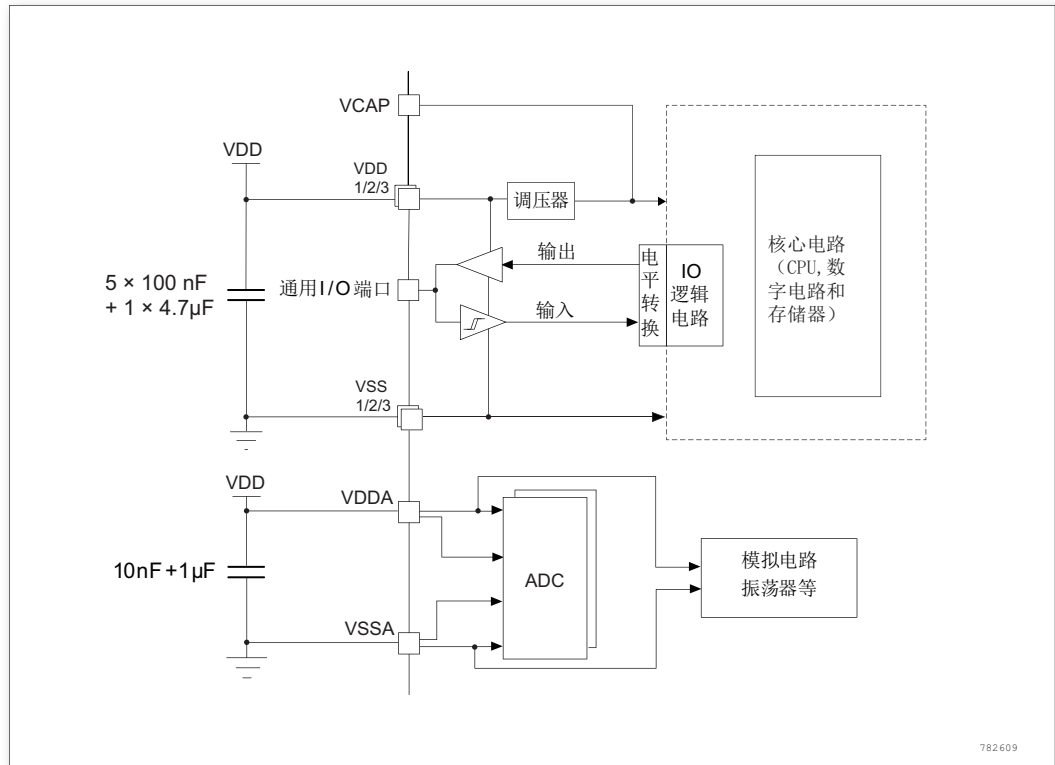 VCAP
VDD
VDD
1/2/3
调压器
输出
通用I/O端口
5 × 100 nF
+ 1 × 4.7μF
输入
电
平
转
换
IO
逻辑
电路
核心电路
（CPU,数
字电路和
存储器）
VSS
1/2/3
VDD
VDDA
10nF+1μF
ADC
模拟电路
振荡器等
VSSA
782609